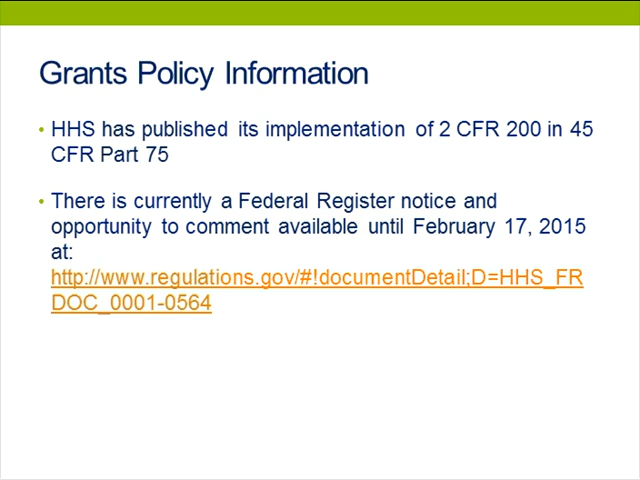 Grants Policy Information
• HHS has published its implementation of 2 CFR 200 in 45
CFR Part 75
• There is currently a Federal Register notice and
opportunity to comment available until February 17, 2015
at:
http://www.regulations.gov/#!documentDetail;D=HHS_FR
DOC_0001-0564